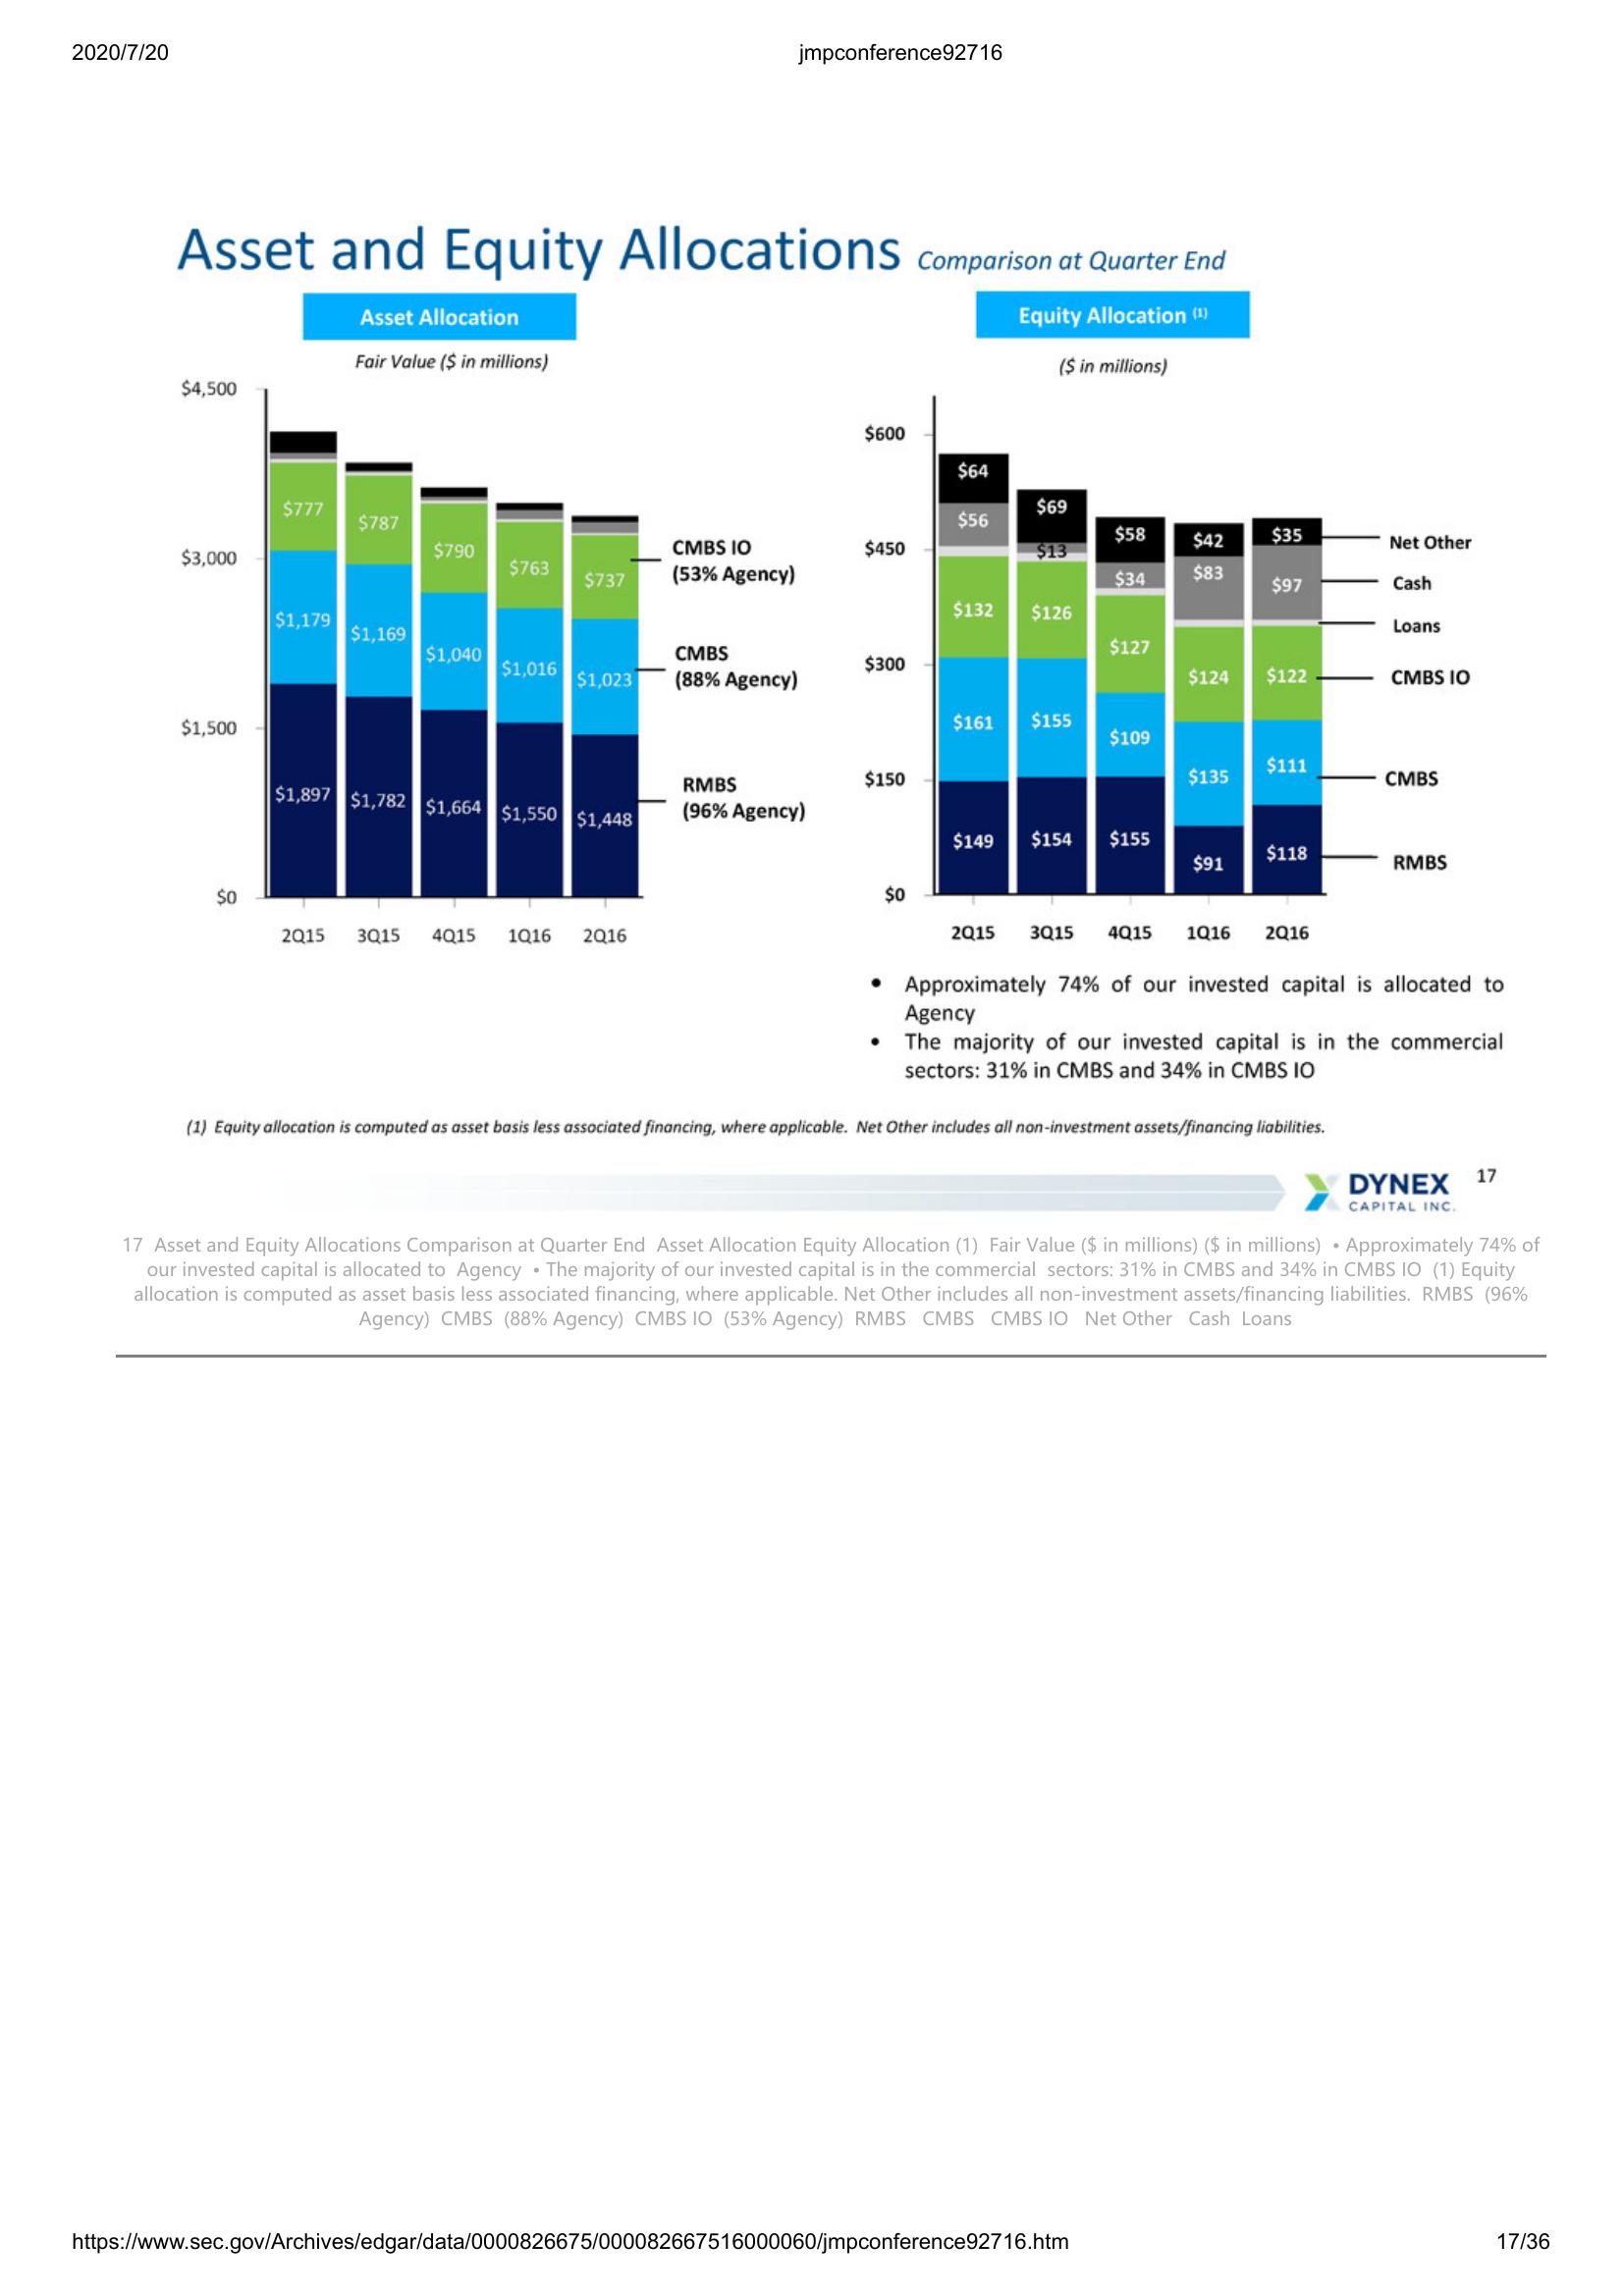 2020/7/20
jmpconference92716
Asset and Equity Allocations Comparison at Quarter End
Asset Allocation
Fair Value ($ in millions)
$4,500
$3,000
$1,500
$0
$777
$787
$790
$763
$737
$1,179
$1,169
$1,040
$1,016
$1,023
$1,897
$1,782
$1,664
$1,550
$1,448
2Q15
3Q15
4Q15
1Q16
2Q16
CMBS IO
(53% Agency)
CMBS
(88% Agency)
RMBS
(96% Agency)
Equity Allocation (1)
($ in millions)
$600
$450
$300
$150
$0
$64
$69
$58
$42
$35
$56
$13
$34
$83
$97
$132
$126
$127
$124
$122
$161
$155
$109
$135
$111
$149
$154
$155
$91
$118
2Q15
3Q15
4Q15
1Q16
2Q16
Net Other
Cash
Loans
CMBS IO
CMBS
RMBS
• Approximately 74% of our invested capital is allocated to
Agency
• The majority of our invested capital is in the commercial
sectors: 31% in CMBS and 34% in CMBS IO
(1) Equity allocation is computed as asset basis less associated financing, where applicable. Net Other includes all non-investment assets/financing liabilities.
DYNEX
CAPITAL INC.
17
17 Asset and Equity Allocations Comparison at Quarter End Asset Allocation Equity Allocation (1) Fair Value ($ in millions) ($ in millions) • Approximately 74% of
our invested capital is allocated to Agency • The majority of our invested capital is in the commercial sectors: 31% in CMBS and 34% in CMBS IO (1) Equity
allocation is computed as asset basis less associated financing, where applicable. Net Other includes all non-investment assets/financing liabilities. RMBS (96%
Agency) CMBS (88% Agency) CMBS IO (53% Agency) RMBS CMBS CMBS IO Net Other Cash Loans
https://www.sec.gov/Archives/edgar/data/0000826675/000082667516000060/jmpconference92716.htm
17/36